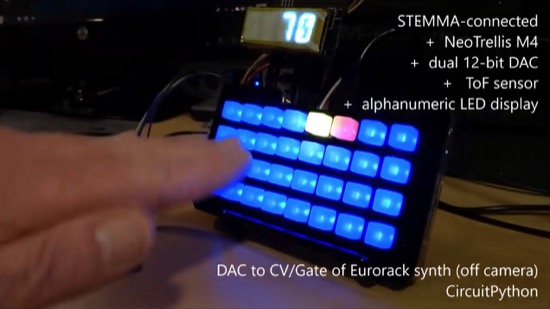 70
STEMMA-connected
+ NeoTrellis M4
+ dual 12-bit DAC
+ ToF sensor
+ alphanumeric LED display
DAC to CV/Gate of Eurorack synth (off camera)
CircuitPython